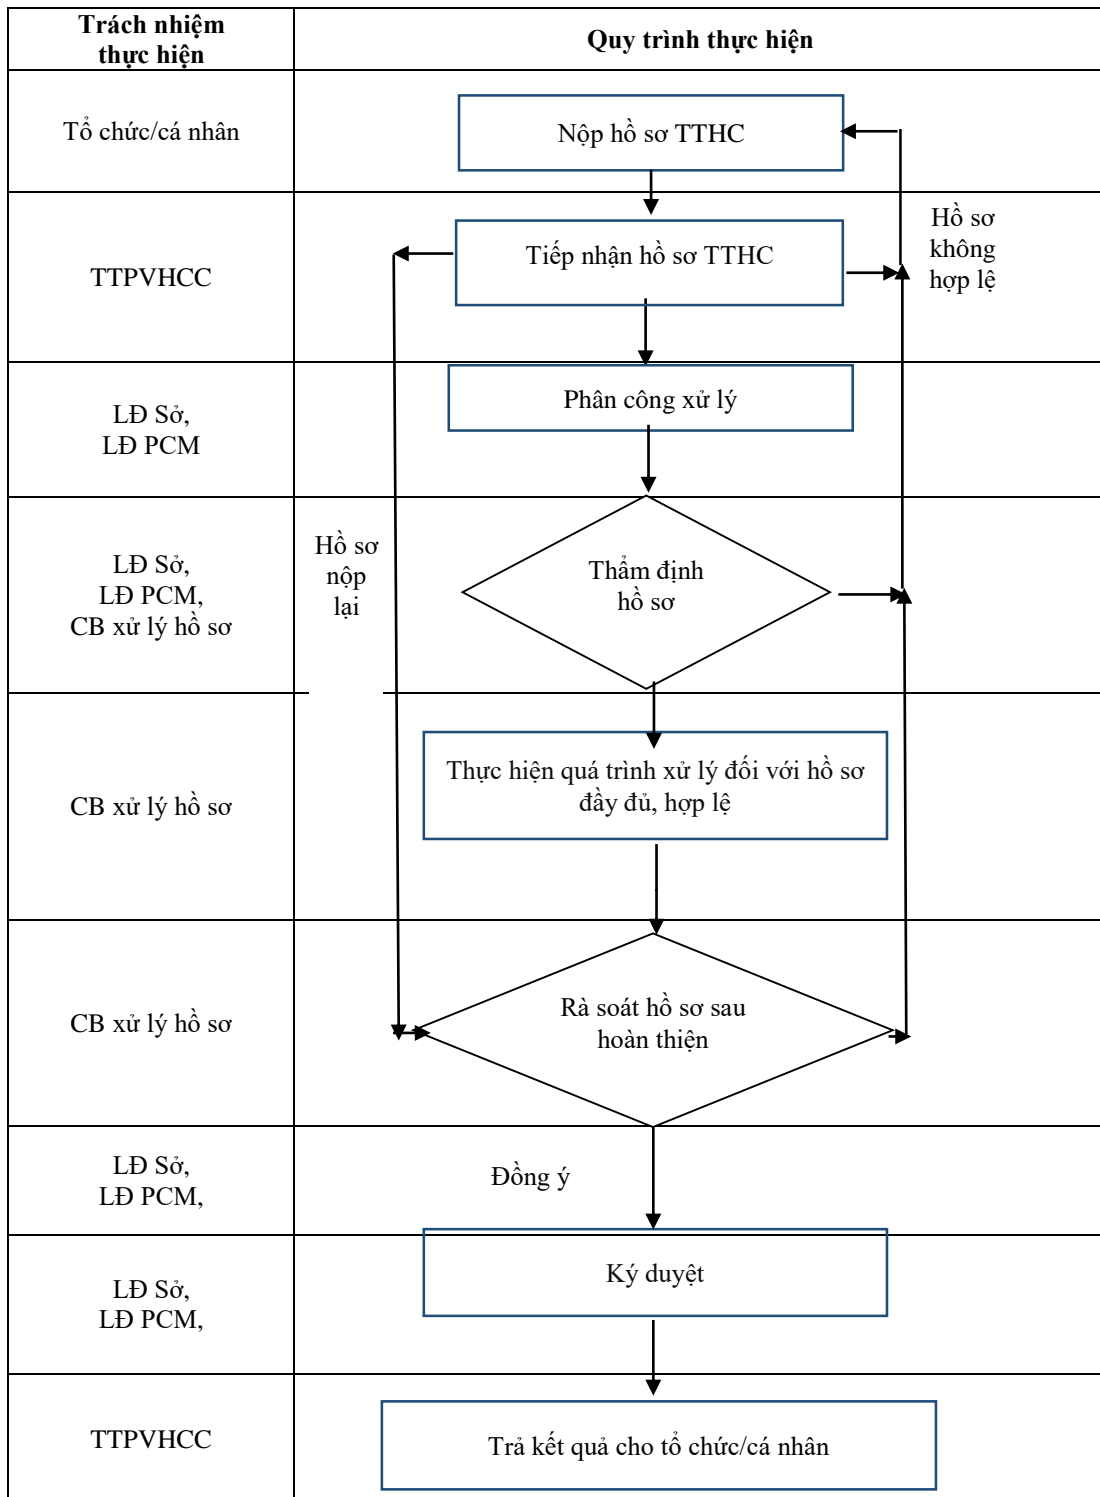 Trách nhiệm
thực hiện
Quy trình thực hiện
Tổ chức/cá nhân
Nộp hồ sơ TTHC
TTPVHCC
Tiếp nhận hồ sơ TTHC
Hồ sơ
không
hợp lệ
LĐ Sở,
LĐ PCM
Phân công xử lý
LĐ Sở,
LĐ PCM,
CB xử lý hồ sơ
Hồ sơ
nộp
lại
Thẩm định
hồ sơ
CB xử lý hồ sơ
Thực hiện quá trình xử lý đối với hồ sơ
đầy đủ, hợp lệ
CB xử lý hồ sơ
Rà soát hồ sơ sau
hoàn thiện
LĐ Sở,
LĐ PCM,
Đồng ý
LĐ Sở,
LĐ PCM,
Ký duyệt
TTPVHCC
Trả kết quả cho tổ chức/cá nhân